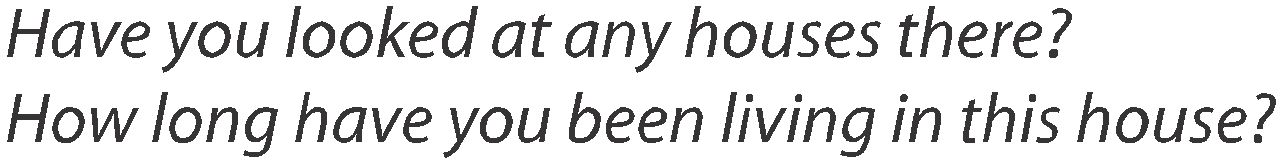 Have you looked at any houses there?
How long have you been living in this house?